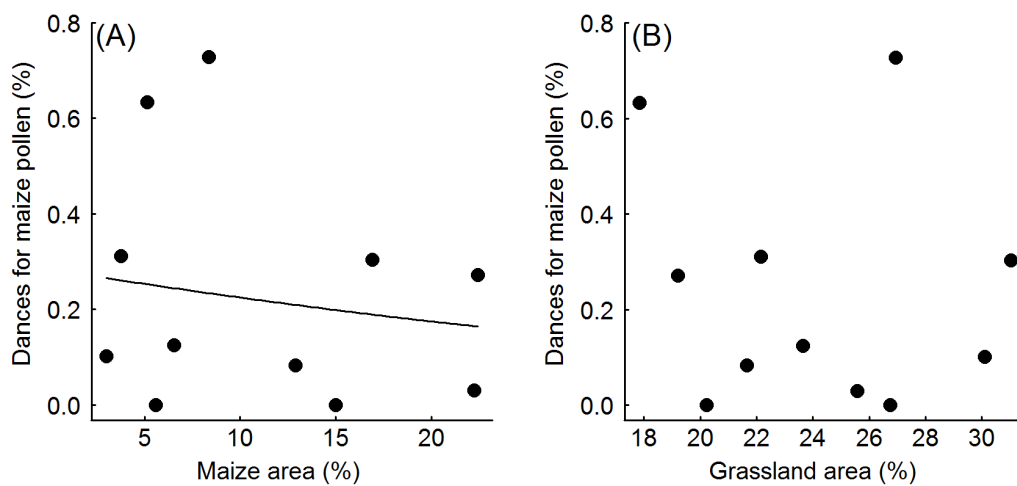 (A)
Dances for maize pollen (%)
0.8
0.6
0.4
0.2
0.0
5 10 15 20
Maize area (%)
(B)
Dances for maize pollen (%)
0.8
0.6
0.4
0.2
0.0
18 20 22 24 26 28 30
Grassland area (%)